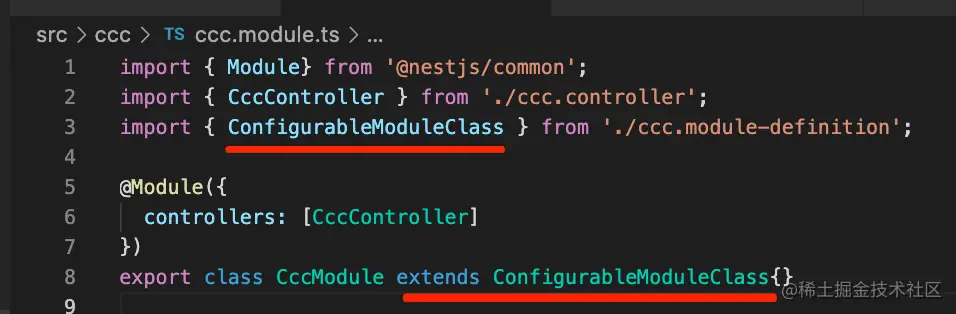 src > ccc > TS ccc.module.ts > ...
1 import { Module} from '@nestjs/common';
2 import { CccController } from './ccc.controller';
3 import { ConfigurableModuleClass } from './ccc.module-definition';
4
5 @Module({
6 controllers: [CccController]
7 })
8 export class CccModule extends ConfigurableModuleClass{}
9
@稀土掘金技术社区